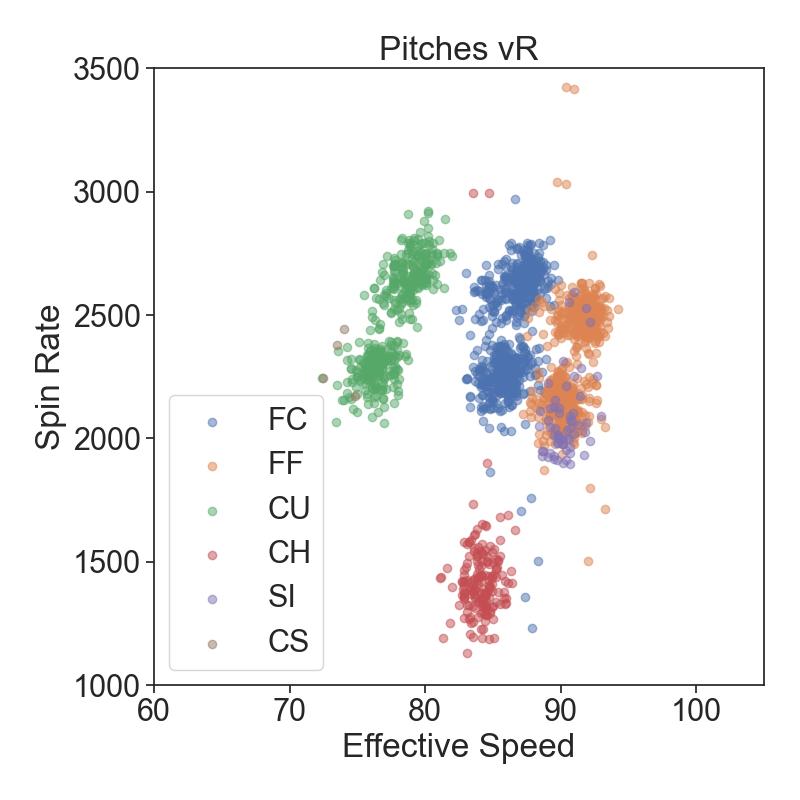 Pitches vR
3500
3000
2500
2000
1500
1000
Spin Rate
FC
FF
CU
CH
SI
CS
60 70 80 90 100
Effective Speed